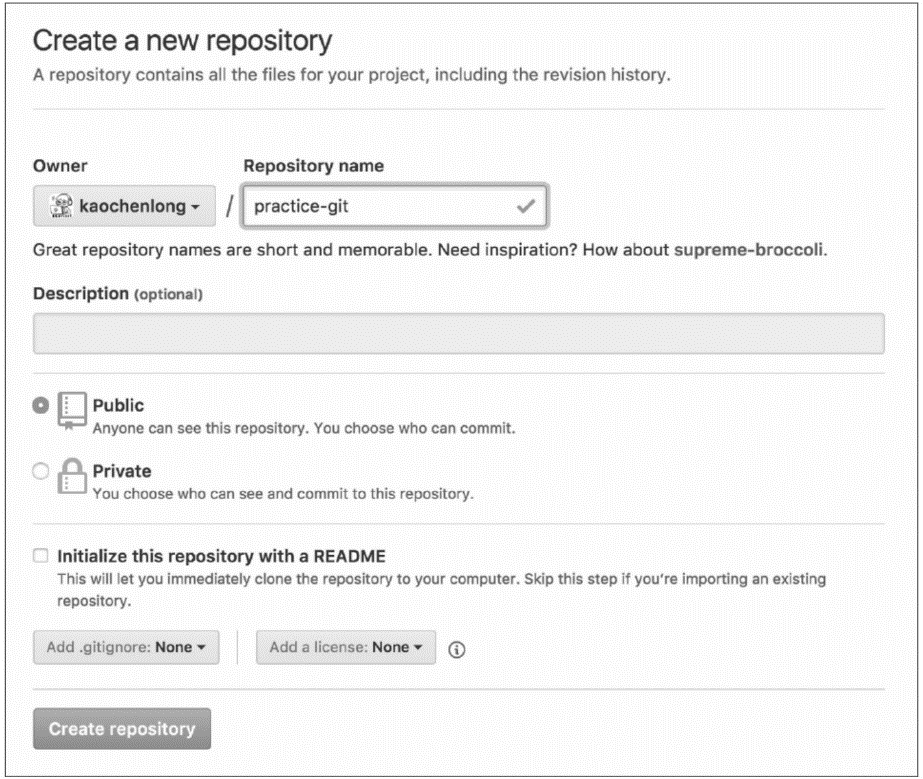 Create a new repository
A repository contains all the files for your project, including the revision history.
Owner
Repository name
kaochenlong
/
practice-git
Great repository names are short and memorable. Need inspiration? How about supreme-broccoli.
Description (optional)
Public
Anyone can see this repository. You choose who can commit.
Private
You choose who can see and commit to this repository.
Initialize this repository with a README
This will let you immediately clone the repository to your computer. Skip this step if you're importing an existing
repository.
Add .gitignore: None
Add a license: None
Create repository